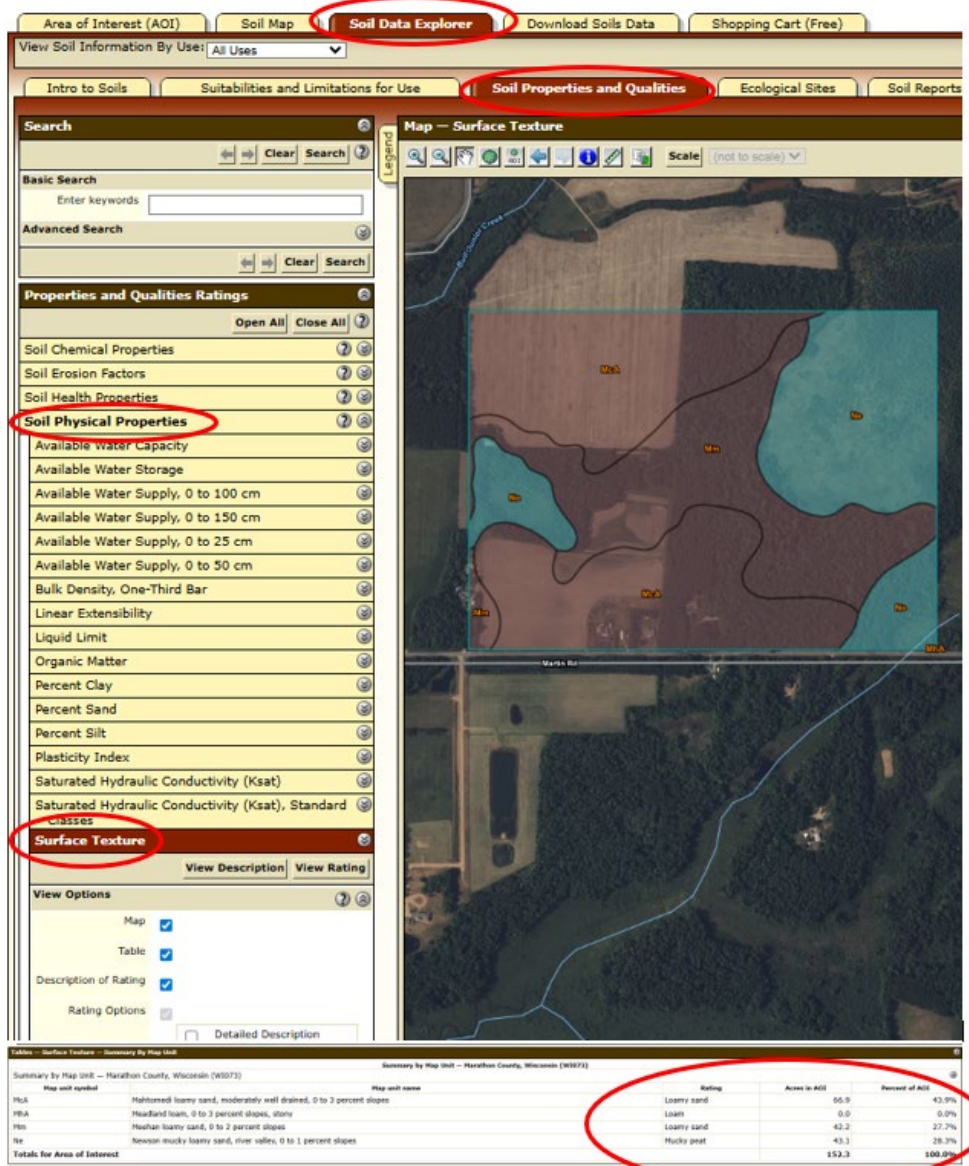 Area of Interest (AOI) Soil Map Soil Data Explorer Download Soils Data Shopping Cart (Free)
View Soil Information By Use: All Uses
Intro to Soils Suitabilities and Limitations for Use Soil Properties and Qualities Ecological Sites Soil Reports
Search
Clear Search
Basic Search
Enter keywords
Advanced Search
Clear Search
Properties and Qualities Ratings
Open All Close All
Soil Chemical Properties
Soil Erosion Factors
Soil Health Properties
Soil Physical Properties
Available Water Capacity
Available Water Storage
Available Water Supply, 0 to 100 cm
Available Water Supply, 0 to 150 cm
Available Water Supply, 0 to 25 cm
Available Water Supply, 0 to 50 cm
Bulk Density, One-Third Bar
Linear Extensibility
Liquid Limit
Organic Matter
Percent Clay
Percent Sand
Percent Silt
Plasticity Index
Saturated Hydraulic Conductivity (Ksat)
Saturated Hydraulic Conductivity (Ksat), Standard
Classes
Surface Texture
View Description View Rating
View Options
Map
Table
Description of Rating
Rating Options
Detailed Description
Legend
Map — Surface Texture
Scale (not to scale)
McA
Ne
Mm
Ne
McA
Mm
Ne
MhA
Martin Rd
Tables — Surface Texture — Summary By Map Unit
Summary by Map Unit — Marathon County, Wisconsin (WI073)
Summary by Map Unit — Marathon County, Wisconsin (WI073)
Map unit symbol Map unit name Rating Acres in AOI Percent of AOI
McA Mahtomedi loamy sand, moderately well drained, 0 to 3 percent slopes Loamy sand 66.9 43.9%
MhA Meadland loam, 0 to 3 percent slopes, stony Loam 0.0 0.0%
Mm Meehan loamy sand, 0 to 2 percent slopes Loamy sand 42.2 27.7%
Ne Newson mucky loamy sand, river valley, 0 to 1 percent slopes Mucky peat 43.1 28.3%
Totals for Area of Interest 152.3 100.0%